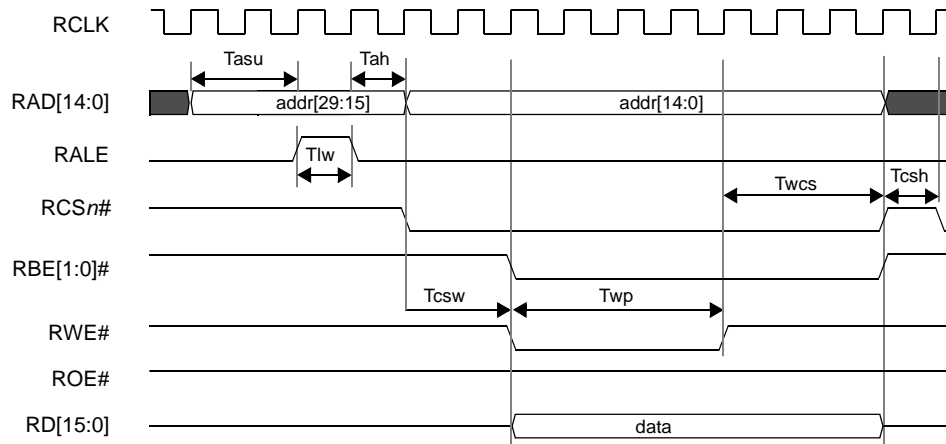 RCLK
Tasu Tah
RAD[14:0] addr[29:15] addr[14:0]
RALE
Tlw
Twcs Tcsh
RCSn#
RBE[1:0]#
Tcsw Twp
RWE#
ROE#
RD[15:0] data